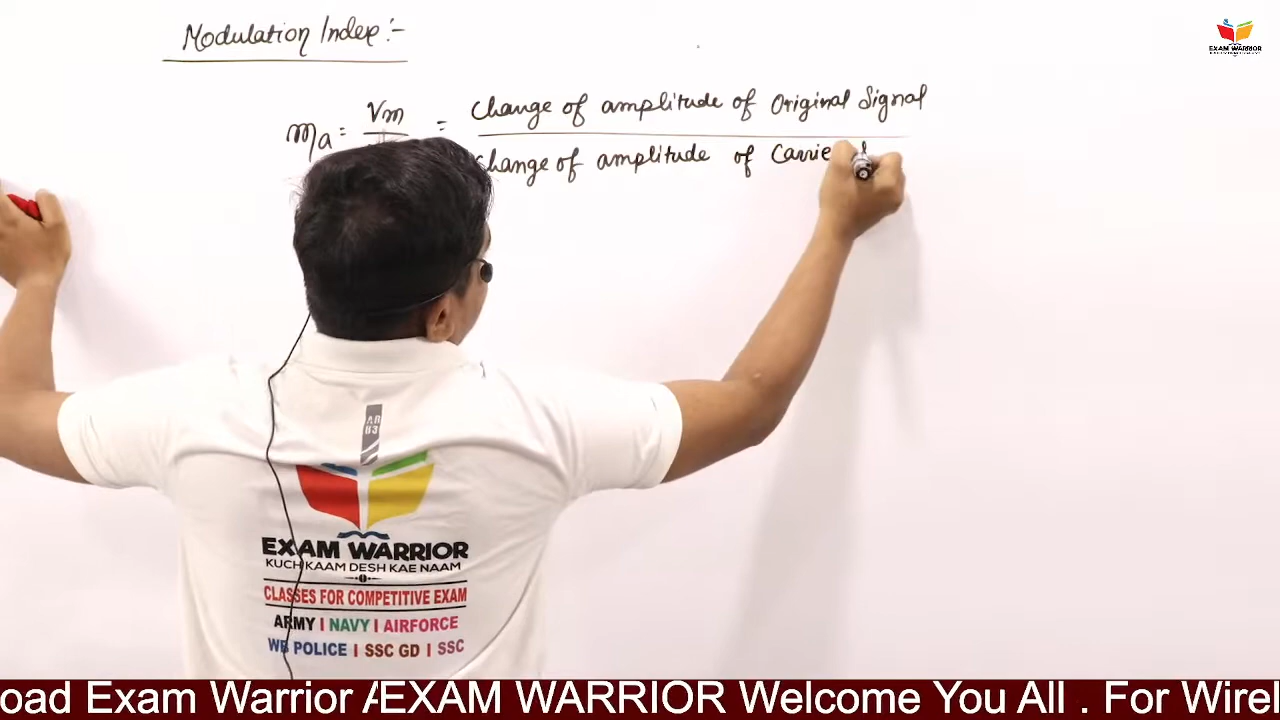 Modulation Index :-
EXAM WARRIOR
ma = Vm = Change of amplitude of Original Signal
Change of amplitude of Carrie
AR
B3
EXAM WARRIOR
KUCH KAAM DESH KAE NAAM
CLASSES FOR COMPETITIVE EXAM
ARMY | NAVY | AIRFORCE
WB POLICE | SSC GD | SSC
oad Exam Warrior A EXAM WARRIOR Welcome You All . For Wirel